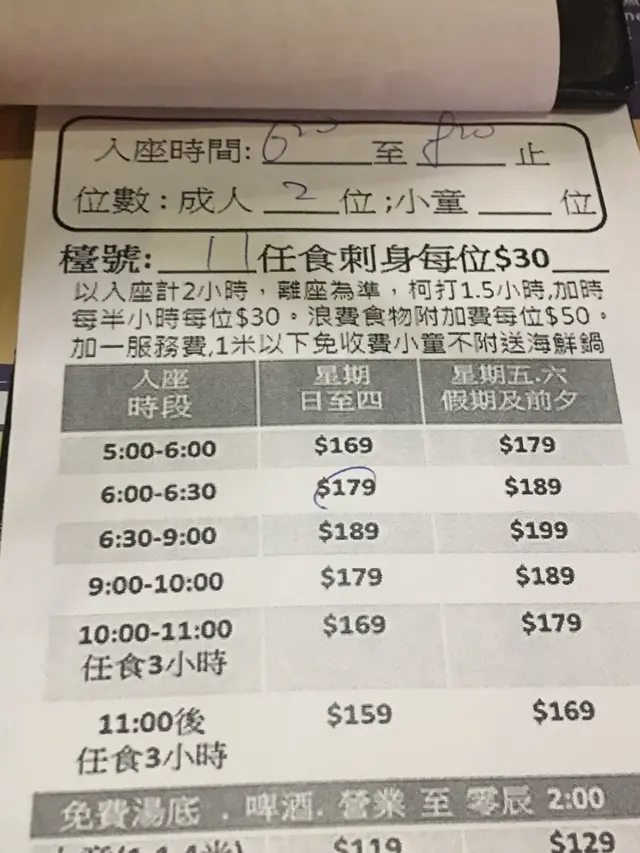 入座時間: 6²⁰ 至 8²⁰ 止
位數：成人 2 位;小童 ____ 位
檯號: 11 任食刺身每位$30____
以入座計2小時，離座為準，柯打1.5小時,加時
每半小時每位$30。浪費食物附加費每位$50。
加一服務費,1米以下免收費小童不附送海鮮鍋
入座時段 星期日至四 星期五.六假期及前夕
5:00-6:00 $169 $179
6:00-6:30 $179 $189
6:30-9:00 $189 $199
9:00-10:00 $179 $189
10:00-11:00 $169 $179
任食3小時
11:00後 $159 $169
任食3小時
免費湯底 . 啤酒. 營業 至 零辰 2:00
$119 $129